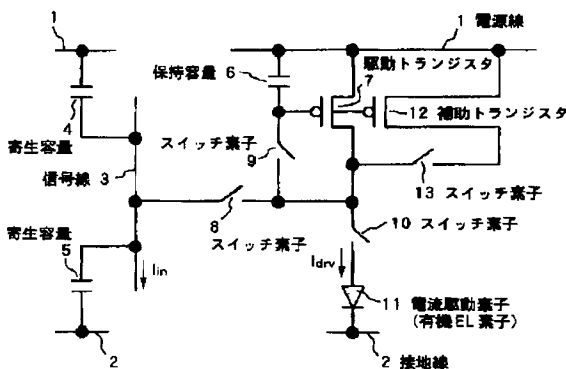 1
1 電源線
保持容量 6
駆動トランジスタ
7
12 補助トランジスタ
4
寄生容量
スイッチ素子
9
信号線 3
13 スイッチ素子
寄生容量
5
8
スイッチ素子
10 スイッチ素子
Iin
Idrv
11 電流駆動素子
(有機EL素子)
2
2 接地線